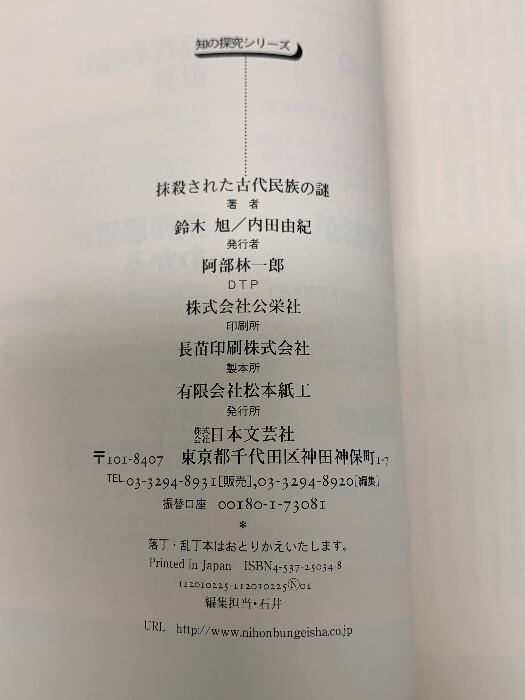 知の探究シリーズ
抹殺された古代民族の謎
著 者
鈴木 旭／内田由紀
発行者
阿部林一郎
DTP
株式会社公栄社
印刷所
長苗印刷株式会社
製本所
有限会社松本紙工
発行所
株式会社日本文芸社
〒101-8407 東京都千代田区神田神保町1-7
TEL.03-3294-8931[販売],03-3294-8920[編集]
振替口座 00180-1-73081
*
落丁・乱丁本はおとりかえいたします。
Printed in Japan ISBN4-537-25034-8
112010225-112010225Ⓝ01
編集担当・石井
URL http://www.nihonbungeisha.co.jp